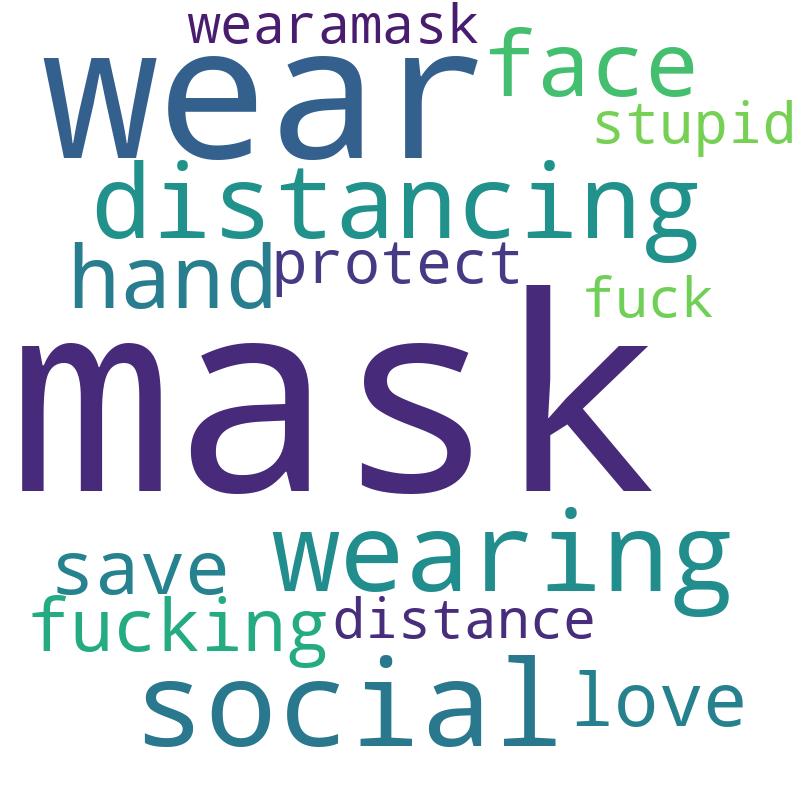 wearamask
wear face
stupid
distancing
hand protect
fuck
mask
wearing
save
fucking distance
social love